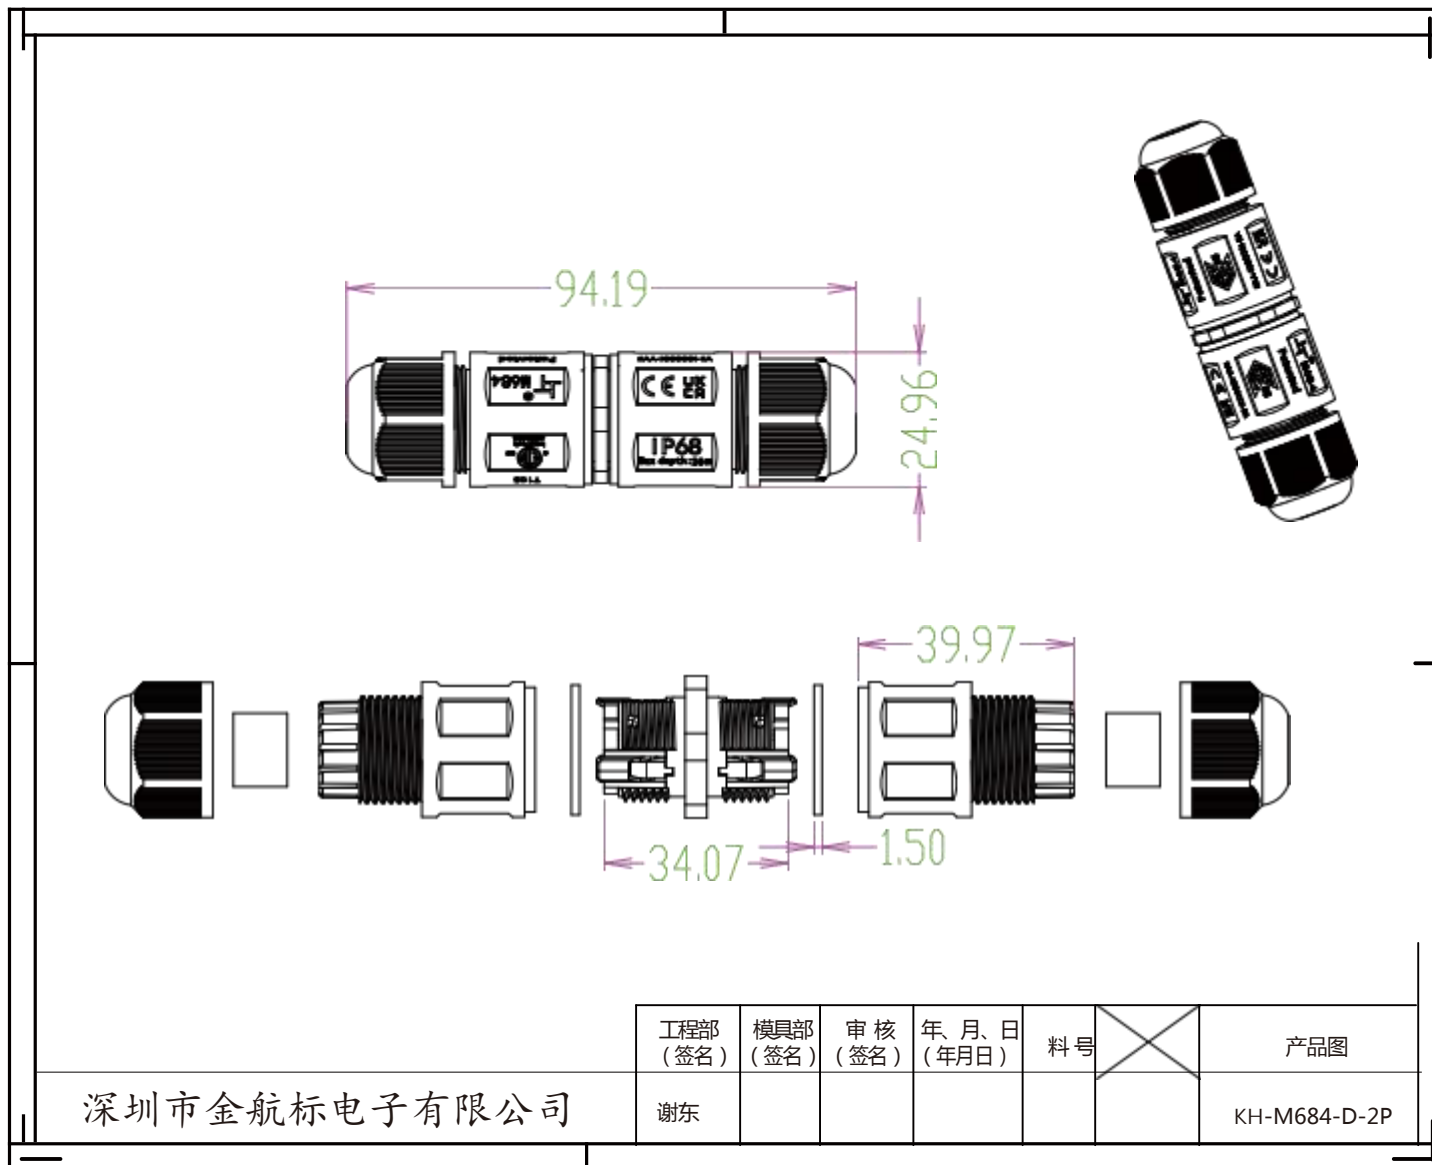 94.19
M684
CE UK CA
24.96
IP68
Max depth:20m
39.97
34.07
1.50
工程部
（签名）
模具部
（签名）
审 核
（签名）
年、月、日
（年月日）
料 号
产品图
深圳市金航标电子有限公司
谢东
KH-M684-D-2P